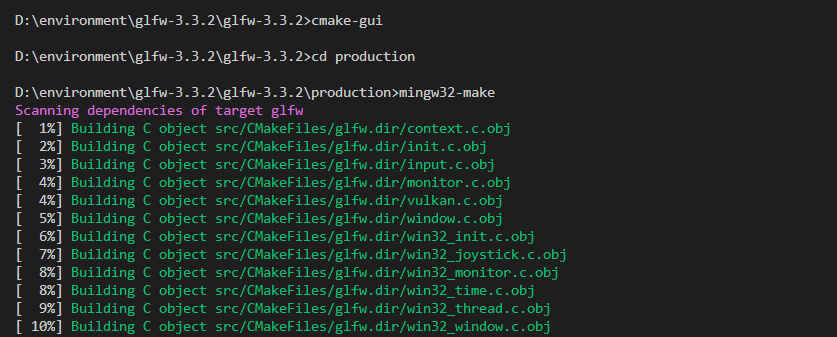 D:\environment\glfw-3.3.2\glfw-3.3.2>cmake-gui
D:\environment\glfw-3.3.2\glfw-3.3.2>cd production
D:\environment\glfw-3.3.2\glfw-3.3.2\production>mingw32-make
Scanning dependencies of target glfw
[  1%] Building C object src/CMakeFiles/glfw.dir/context.c.obj
[  2%] Building C object src/CMakeFiles/glfw.dir/init.c.obj
[  3%] Building C object src/CMakeFiles/glfw.dir/input.c.obj
[  4%] Building C object src/CMakeFiles/glfw.dir/monitor.c.obj
[  4%] Building C object src/CMakeFiles/glfw.dir/vulkan.c.obj
[  5%] Building C object src/CMakeFiles/glfw.dir/window.c.obj
[  6%] Building C object src/CMakeFiles/glfw.dir/win32_init.c.obj
[  7%] Building C object src/CMakeFiles/glfw.dir/win32_joystick.c.obj
[  8%] Building C object src/CMakeFiles/glfw.dir/win32_monitor.c.obj
[  8%] Building C object src/CMakeFiles/glfw.dir/win32_time.c.obj
[  9%] Building C object src/CMakeFiles/glfw.dir/win32_thread.c.obj
[ 10%] Building C object src/CMakeFiles/glfw.dir/win32_window.c.obj